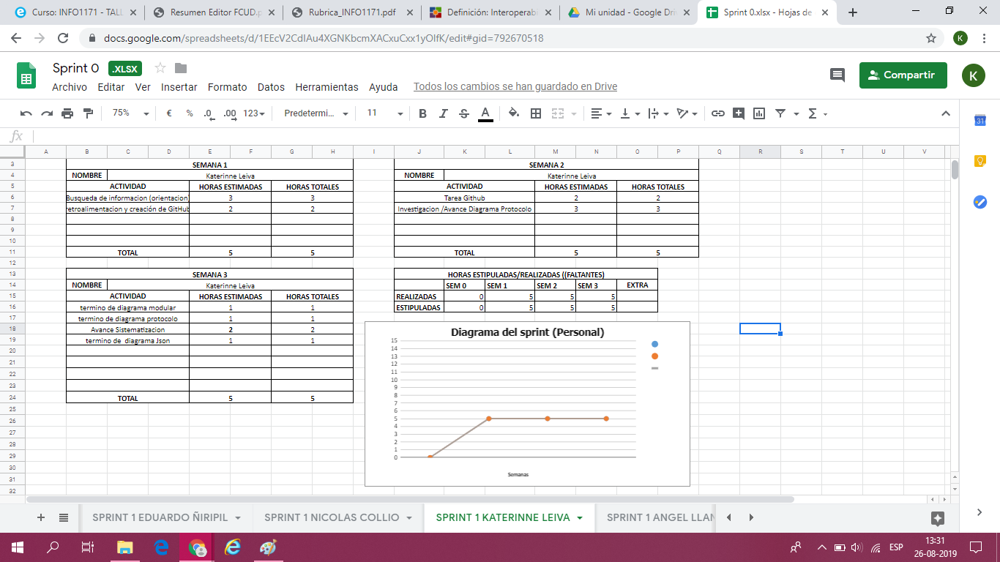 Curso: INFO1171 - TALL
Resumen Editor FCUD.p
Rubrica_INFO1171.pdf
Definición: Interoperabi
Mi unidad - Google Dri
Sprint 0.xlsx - Hojas de
docs.google.com/spreadsheets/d/1EEcV2CdIAu4XGNKbcmXACxuCxx1yOlfK/edit#gid=792670518
K
Sprint 0 .XLSX
Compartir
K
Archivo Editar Ver Insertar Formato Datos Herramientas Ayuda Todos los cambios se han guardado en Drive
75% € % .0 .00 123 Predetermi... 11 B I S A
31
fx
A B C D E F G H I J K L M N O P Q R S T U V
3 SEMANA 1 SEMANA 2
4 NOMBRE Katerinne Leiva NOMBRE Katerinne Leiva
5 ACTIVIDAD HORAS ESTIMADAS HORAS TOTALES ACTIVIDAD HORAS ESTIMADAS HORAS TOTALES
6 Busqueda de informacion (orientacion) 3 3 Tarea Github 2 2
7 retroalimentacion y creación de GitHub 2 2 Investigacion /Avance Diagrama Protocolo 3 3
8
9
10
11 TOTAL 5 5 TOTAL 5 5
12
13 SEMANA 3 HORAS ESTIPULADAS/REALIZADAS ((FALTANTES)
14 NOMBRE Katerinne Leiva SEM 0 SEM 1 SEM 2 SEM 3 EXTRA
15 ACTIVIDAD HORAS ESTIMADAS HORAS TOTALES REALIZADAS 0 5 5 5
16 termino de diagrama modular 1 1 ESTIPULADAS 0 5 5 5
17 termino de diagrama protocolo 1 1
18 Avance Sistematizacion 2 2
19 termino de diagrama Json 1 1
20
21
22
23
24 TOTAL 5 5
25
26
27
28
29
30
31
32
Diagrama del sprint (Personal)
15
14
13
12
11
10
9
8
7
6
5
4
3
2
1
0
Semanas
SPRINT 1 EDUARDO ÑIRIPIL SPRINT 1 NICOLAS COLLIO SPRINT 1 KATERINNE LEIVA SPRINT 1 ANGEL LLAN
ESP
13:31
26-08-2019